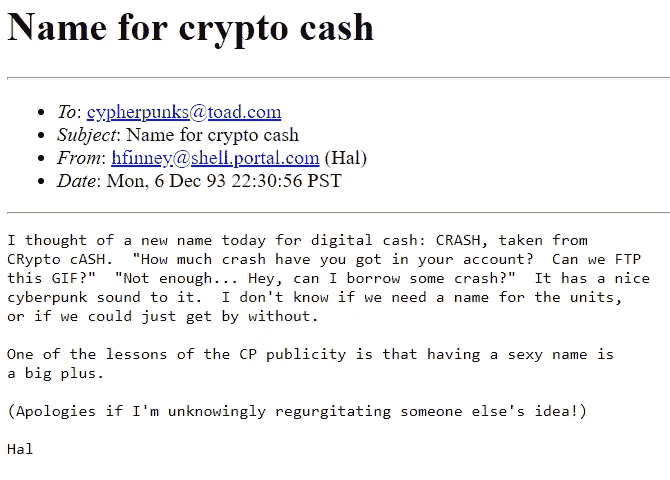 Name for crypto cash
To: cypherpunks@toad.com
Subject: Name for crypto cash
From: hfinney@shell.portal.com (Hal)
Date: Mon, 6 Dec 93 22:30:56 PST
I thought of a new name today for digital cash: CRASH, taken from
CRypto cASH.  "How much crash have you got in your account?  Can we FTP
this GIF?"  "Not enough... Hey, can I borrow some crash?"  It has a nice
cyberpunk sound to it.  I don't know if we need a name for the units,
or if we could just get by without.
One of the lessons of the CP publicity is that having a sexy name is
a big plus.
(Apologies if I'm unknowingly regurgitating someone else's idea!)
Hal